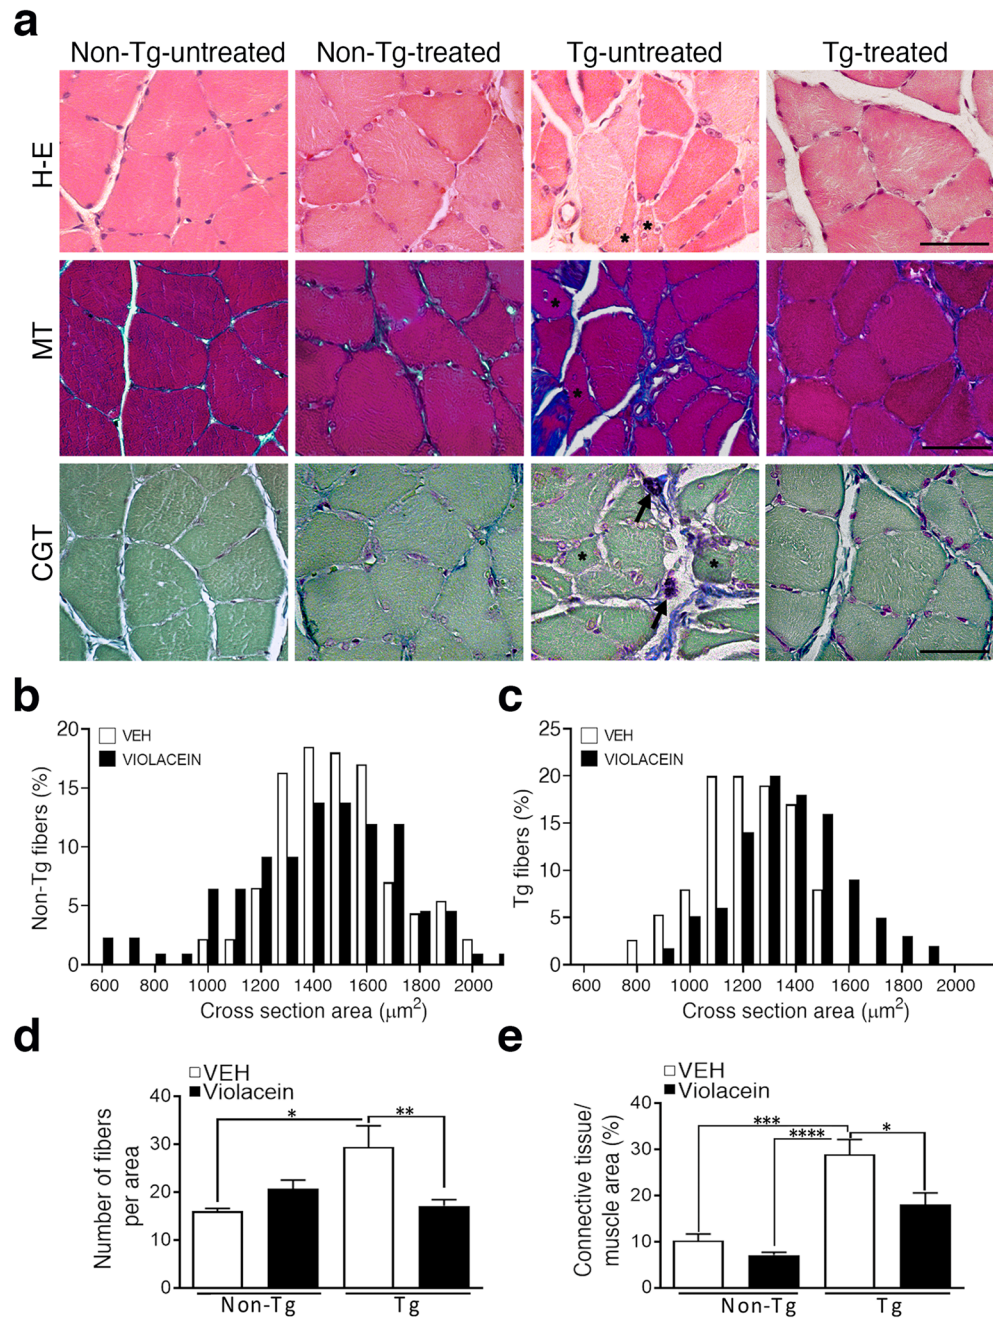 a
Non-Tg-untreated Non-Tg-treated Tg-untreated Tg-treated
H-E
* *
MT
* *
CGT
* *
b
20
15
10
5
0
Non-Tg fibers (%)
VEH
VIOLACEIN
600 800 1000 1200 1400 1600 1800 2000
Cross section area (μm²)
c
25
20
15
10
5
0
Tg fibers (%)
VEH
VIOLACEIN
600 800 1000 1200 1400 1600 1800 2000
Cross section area (μm²)
d
VEH
Violacein
40
30
20
10
0
Number of fibers
per area
* **
Non-Tg Tg
e
VEH
Violacein
40
30
20
10
0
Connective tissue/
muscle area (%)
***
**** *
Non-Tg Tg